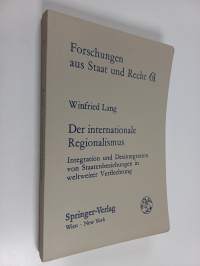 Forschungen
aus Staat und Recht 61
Winfried Lang
Der internationale
Regionalismus
Integration und Desintegration
von Staatenbeziehungen in
weltweiter Verflechtung
Springer-Verlag
Wien · New York